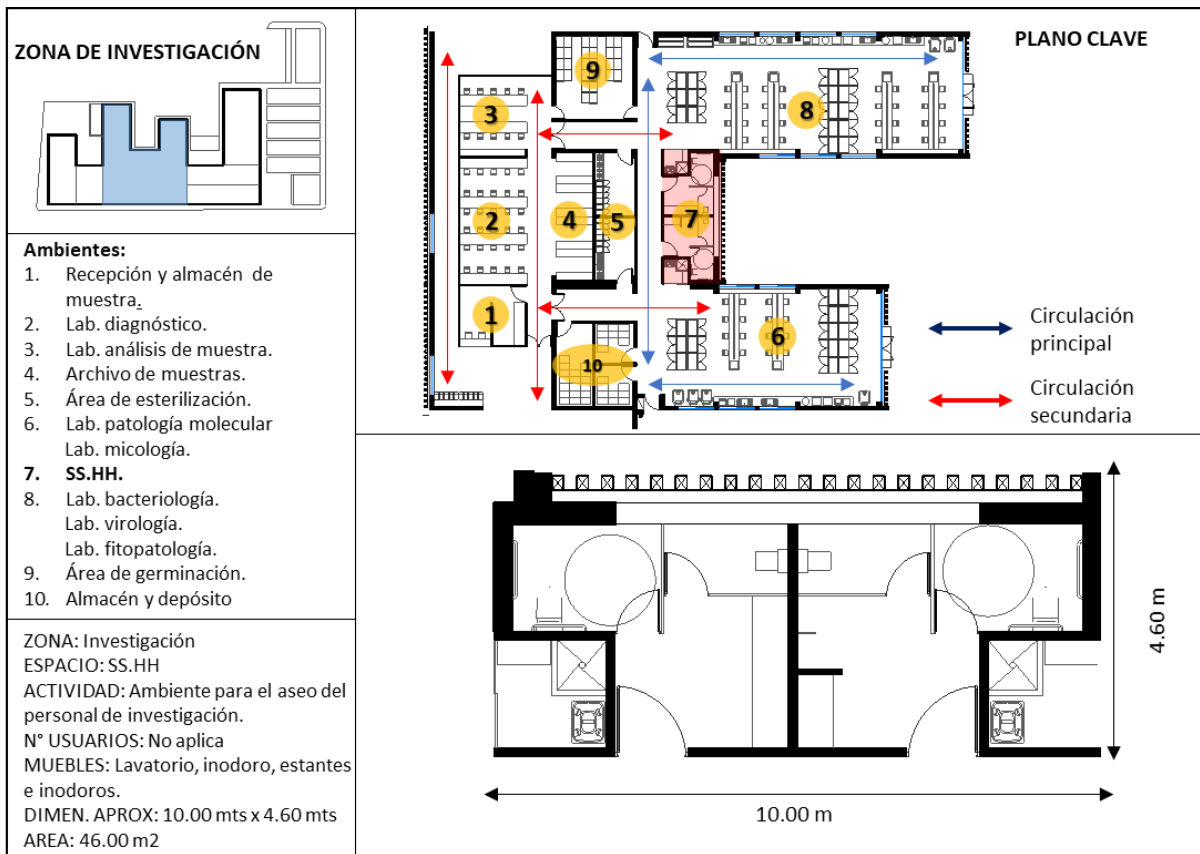 ZONA DE INVESTIGACIÓN
Ambientes:
1. Recepción y almacén de
muestra.
2. Lab. diagnóstico.
3. Lab. análisis de muestra.
4. Archivo de muestras.
5. Área de esterilización.
6. Lab. patología molecular
Lab. micología.
7. SS.HH.
8. Lab. bacteriología.
Lab. virología.
Lab. fitopatología.
9. Área de germinación.
10. Almacén y depósito
ZONA: Investigación
ESPACIO: SS.HH
ACTIVIDAD: Ambiente para el aseo del
personal de investigación.
N° USUARIOS: No aplica
MUEBLES: Lavatorio, inodoro, estantes
e inodoros.
DIMEN. APROX: 10.00 mts x 4.60 mts
AREA: 46.00 m2
PLANO CLAVE
9
3
8
2
4
5
7
1
6
10
Circulación
principal
Circulación
secundaria
4.60 m
10.00 m